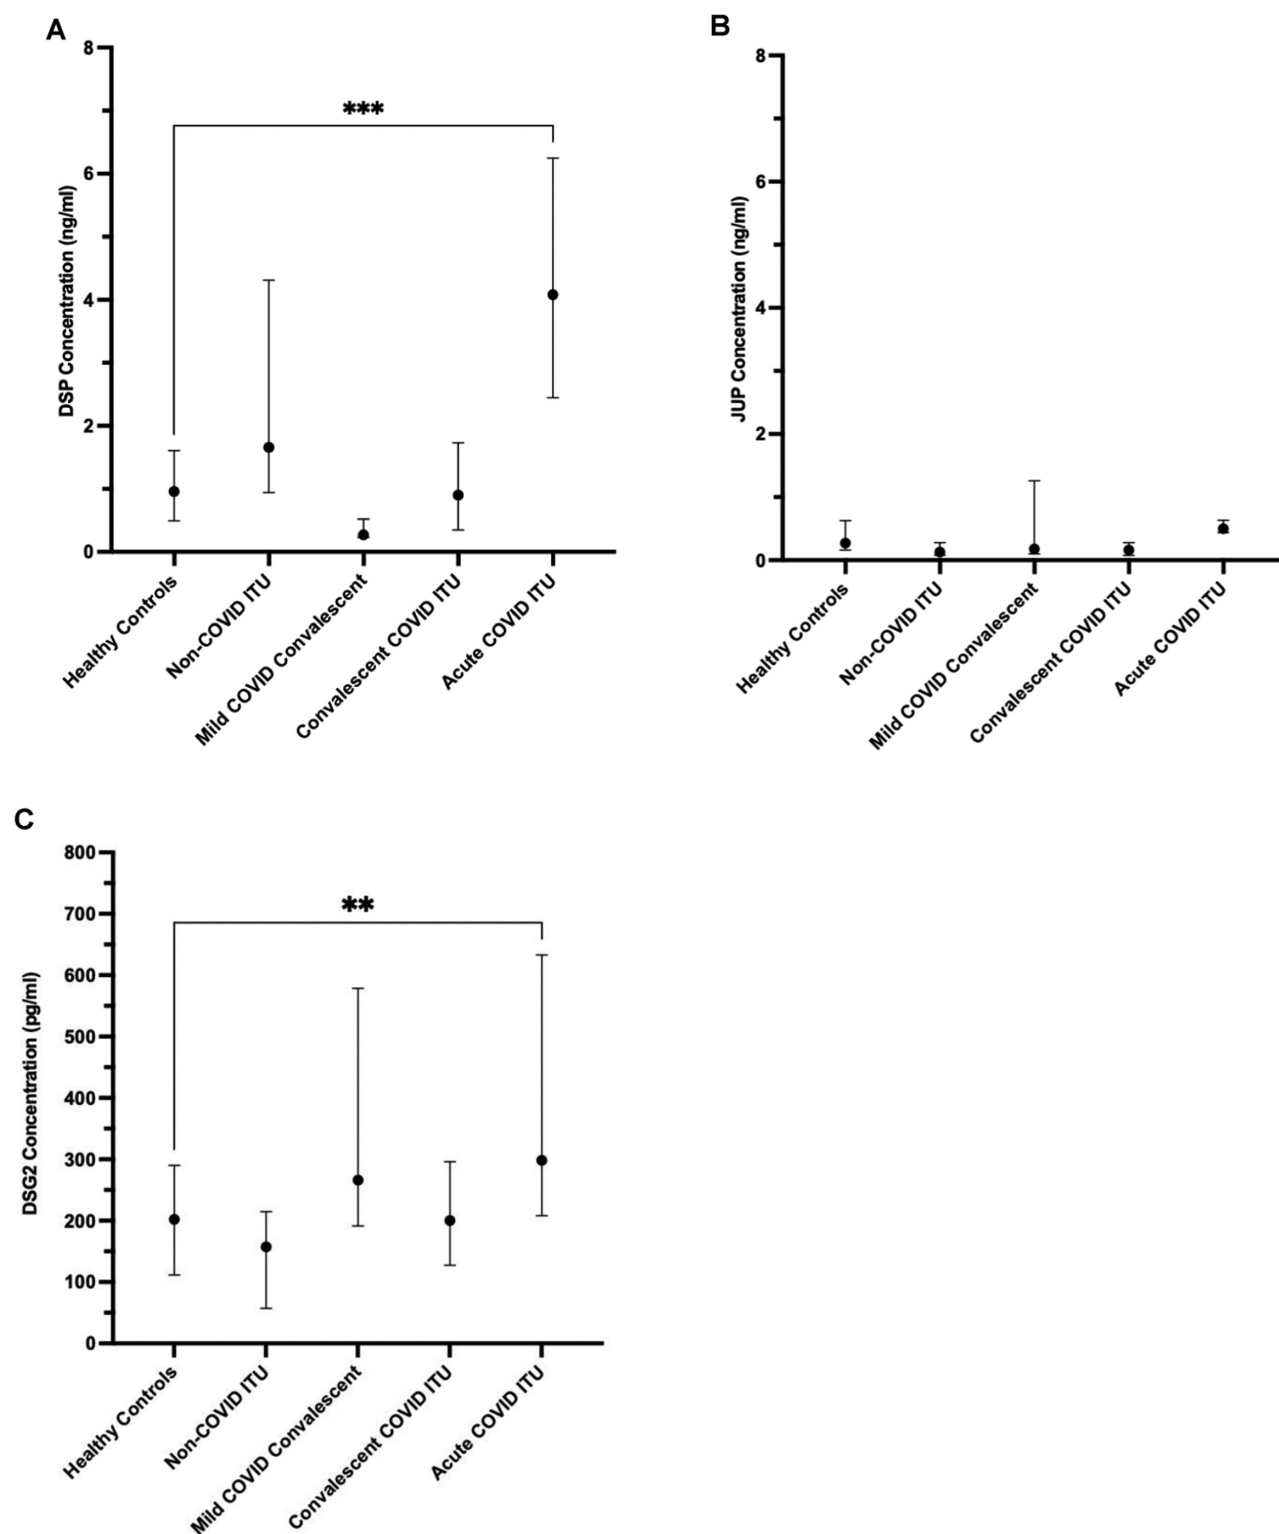 A
8
6
4
2
0
DSP Concentration (ng/ml)
***
Healthy Controls
Non-COVID ITU
Mild COVID Convalescent
Convalescent COVID ITU
Acute COVID ITU
B
8
6
4
2
0
JUP Concentration (ng/ml)
Healthy Controls
Non-COVID ITU
Mild COVID Convalescent
Convalescent COVID ITU
Acute COVID ITU
C
800
700
600
500
400
300
200
100
0
DSG2 Concentration (pg/ml)
**
Healthy Controls
Non-COVID ITU
Mild COVID Convalescent
Convalescent COVID ITU
Acute COVID ITU